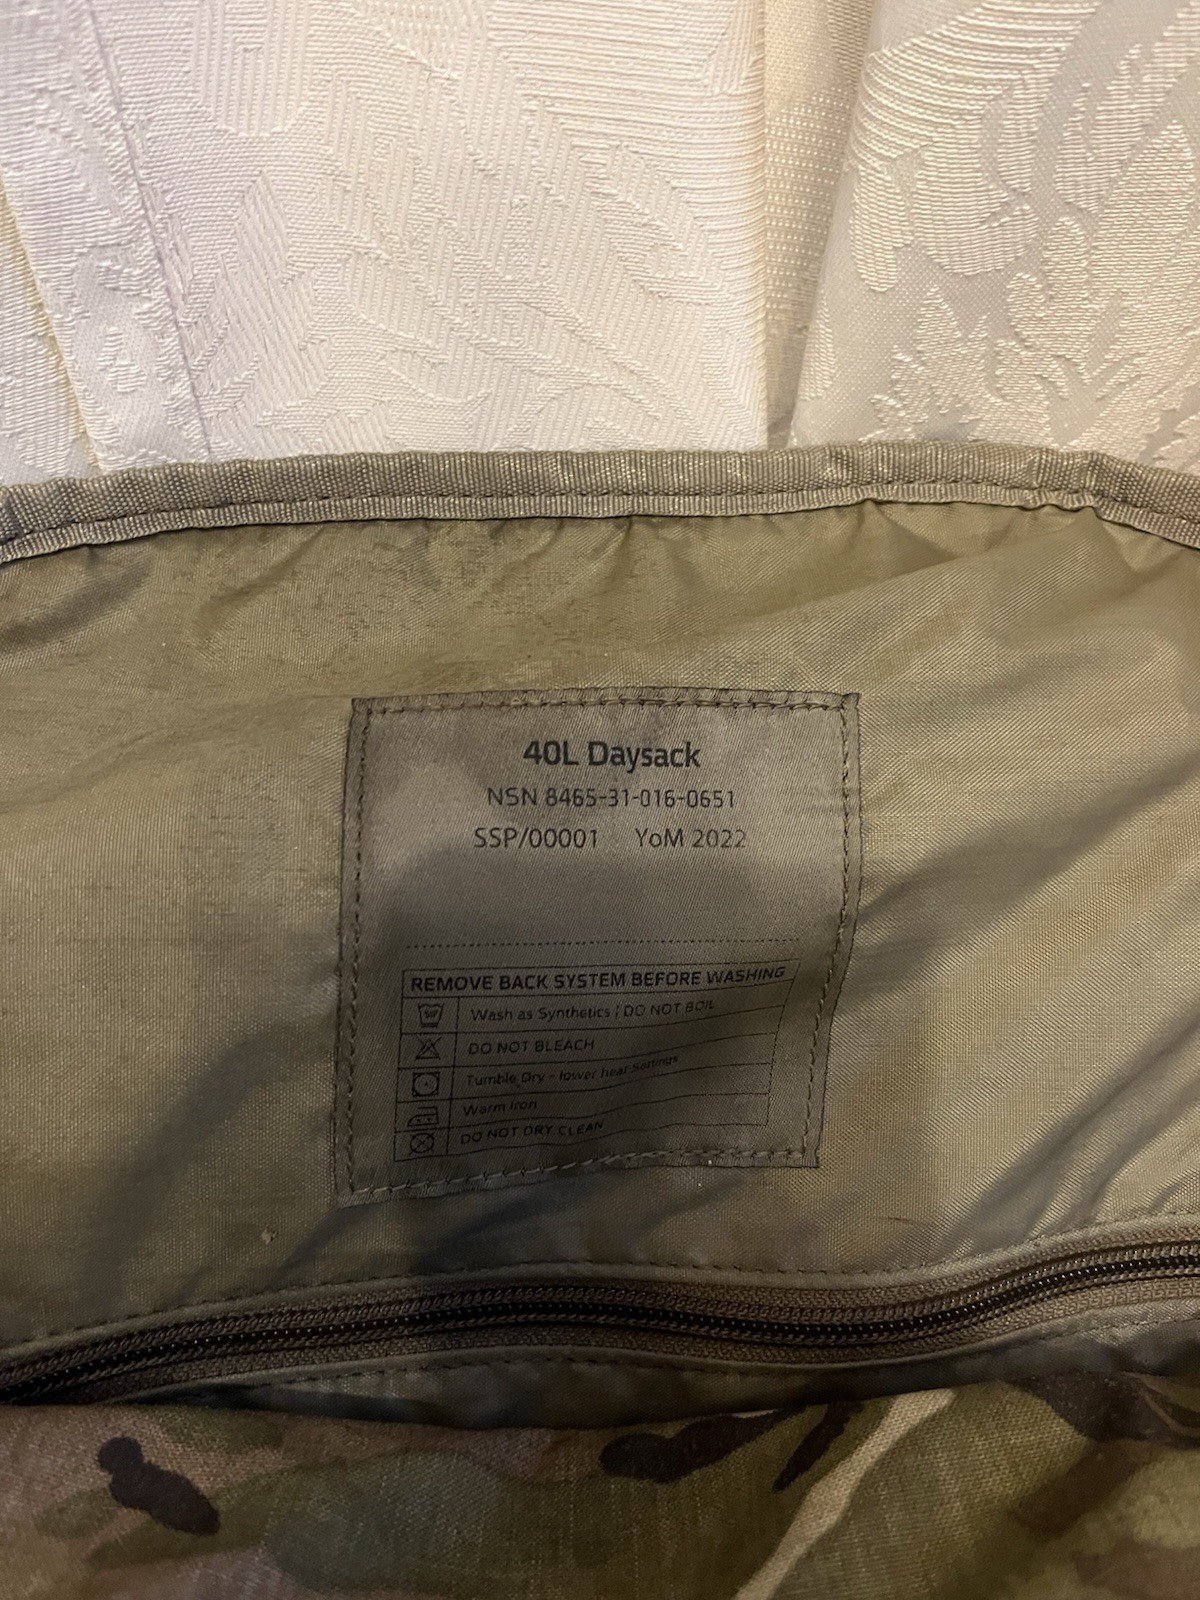 40L Daysack
NSN 8465-31-016-0651
SSP/00001 YoM 2022
REMOVE BACK SYSTEM BEFORE WASHING
Wash as Synthetics | DO NOT BOIL
DO NOT BLEACH
Tumble Dry - lower heat Settings
Warm Iron
DO NOT DRY CLEAN